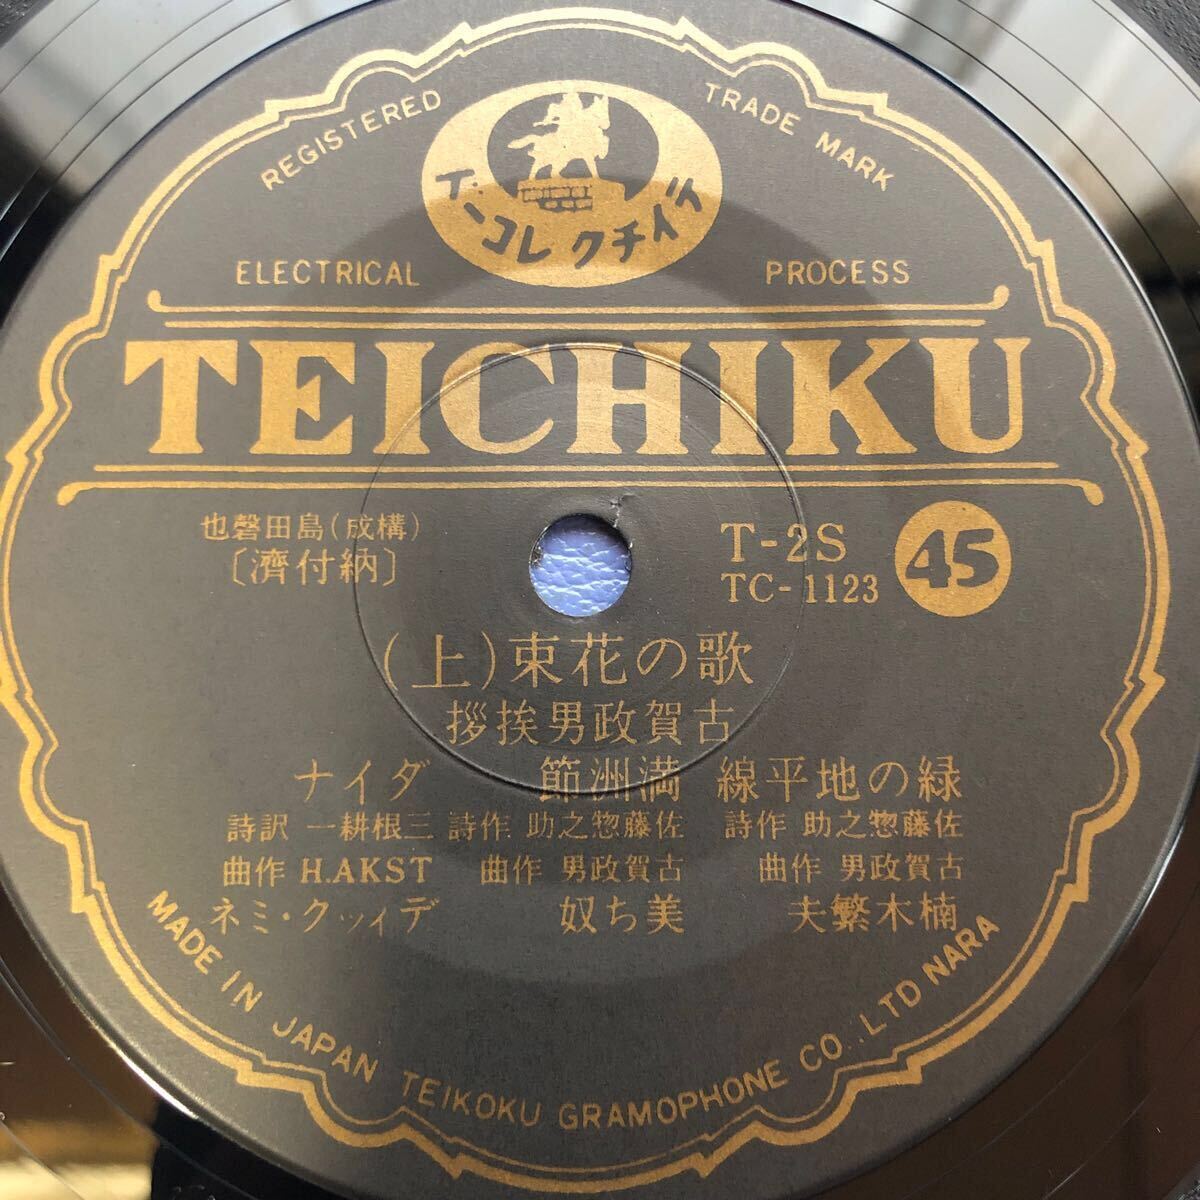 REGISTERED TRADE MARK
テイチクレコード
ELECTRICAL PROCESS
TEICHIKU
(構成)島田磬也
〔納付濟〕
T-2S
TC-1123
45
歌の花束(上)
古賀政男挨拶
緑の地平線 満洲節 ダイナ
佐藤惣之助 作詩 佐藤惣之助 作詩 三根耕一 訳詩
古賀政男 作曲 古賀政男 作曲 H.AKST 作曲
楠木繁夫 美ち奴 ディック・ミネ
MADE IN JAPAN TEIKOKU GRAMOPHONE CO.,LTD NARA